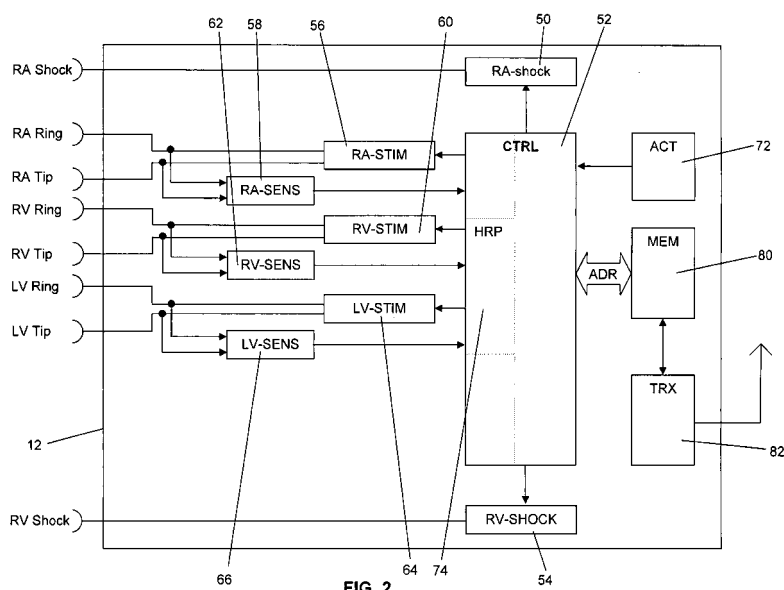 62 58 56 60 50 52
RA Shock
RA-shock
RA Ring
RA-STIM
CTRL
ACT
72
RA Tip
RA-SENS
RV Ring
RV-STIM
HRP
MEM
80
RV Tip
RV-SENS
ADR
LV Ring
LV-STIM
LV Tip
LV-SENS
TRX
12
82
RV Shock
RV-SHOCK
66 64 74 54
FIG. 2